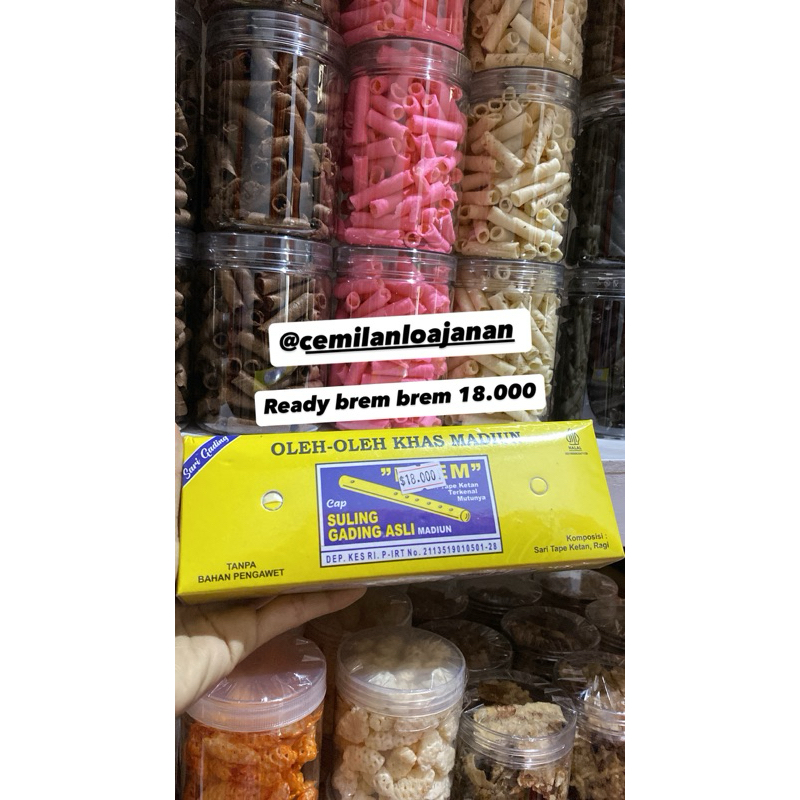 @cemilanloajanan
Ready brem brem 18.000
Sari Gading
OLEH-OLEH KHAS MADIUN
HALAL
$18.000.
Tape Ketan
Terkenal
Mutunya
Cap
SULING
GADING ASLI MADIUN
DEP. KES RI. P-IRT No. 2113519010501-28
TANPA
BAHAN PENGAWET
Komposisi :
Sari Tape Ketan, Ragi